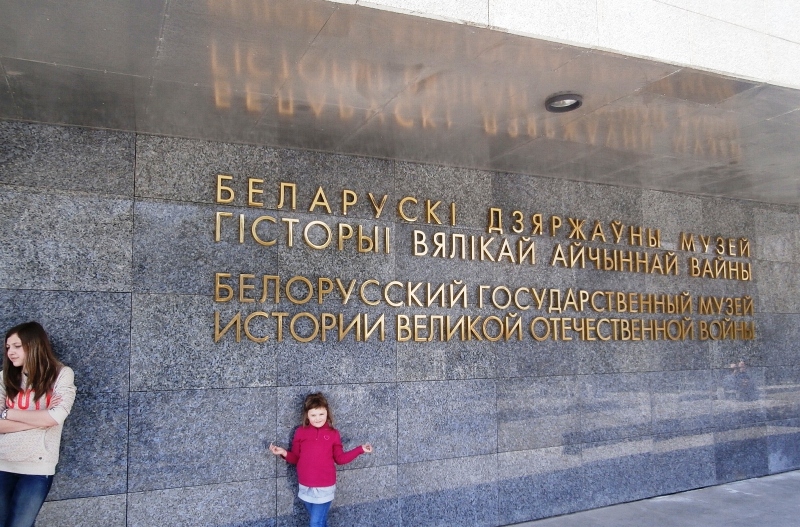 БЕЛАРУСКІ ДЗЯРЖАЎНЫ МУЗЕЙ
ГІСТОРЫІ ВЯЛІКАЙ АЙЧЫННАЙ ВАЙНЫ
БЕЛОРУССКИЙ ГОСУДАРСТВЕННЫЙ МУЗЕЙ
ИСТОРИИ ВЕЛИКОЙ ОТЕЧЕСТВЕННОЙ ВОЙНЫ